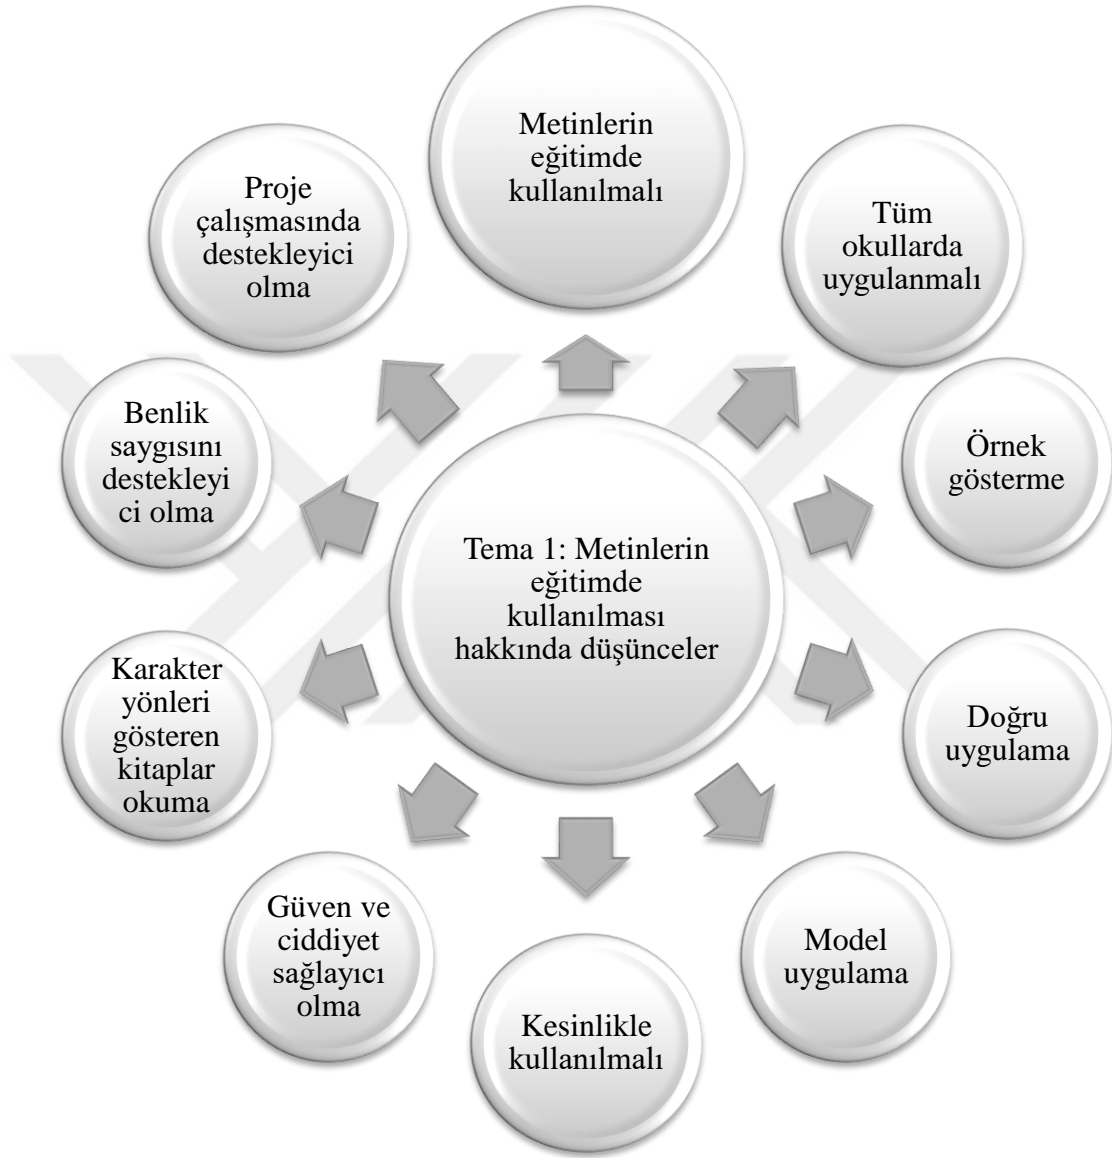 Metinlerin
eğitimde
kullanılmalı
Tüm
okullarda
uygulanmalı
Örnek
gösterme
Doğru
uygulama
Model
uygulama
Kesinlikle
kullanılmalı
Güven ve
ciddiyet
sağlayıcı
olma
Karakter
yönleri
gösteren
kitaplar
okuma
Benlik
saygısını
destekleyi
ci olma
Proje
çalışmasında
destekleyici
olma
Tema 1: Metinlerin
eğitimde
kullanılması
hakkında düşünceler